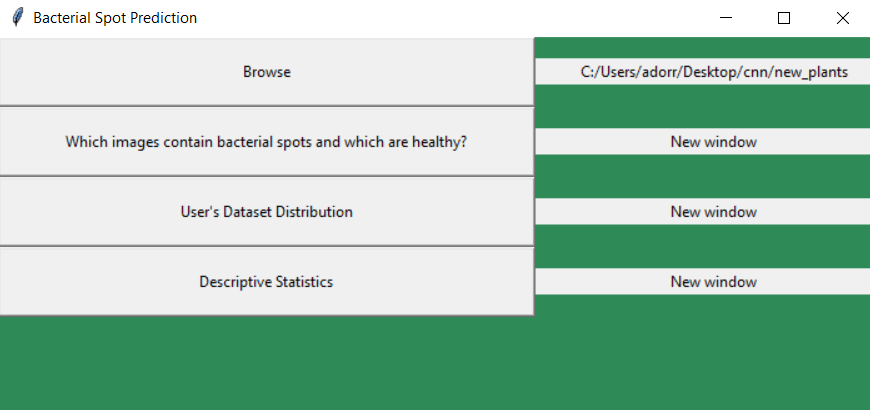 Bacterial Spot Prediction
Browse
C:/Users/adorr/Desktop/cnn/new_plants
Which images contain bacterial spots and which are healthy?
New window
User's Dataset Distribution
New window
Descriptive Statistics
New window